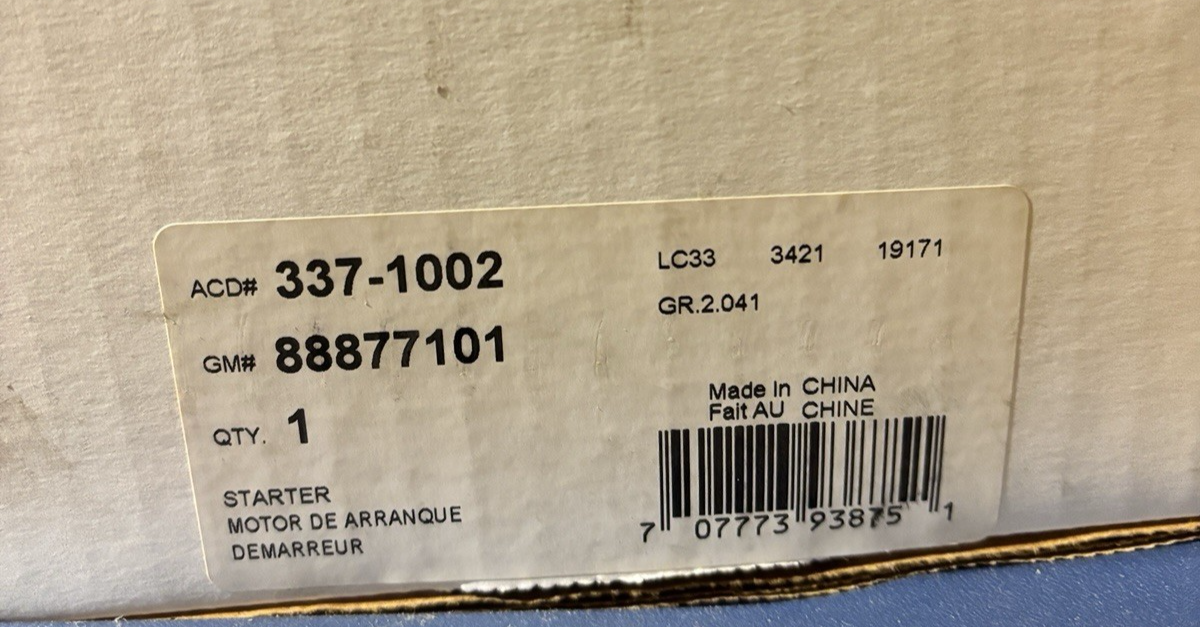 ACD# 337-1002
GM# 88877101
QTY. 1
STARTER
MOTOR DE ARRANQUE
DEMARREUR
LC33 3421 19171
GR.2.041
Made In CHINA
Fait AU CHINE
7 07773 93875 1